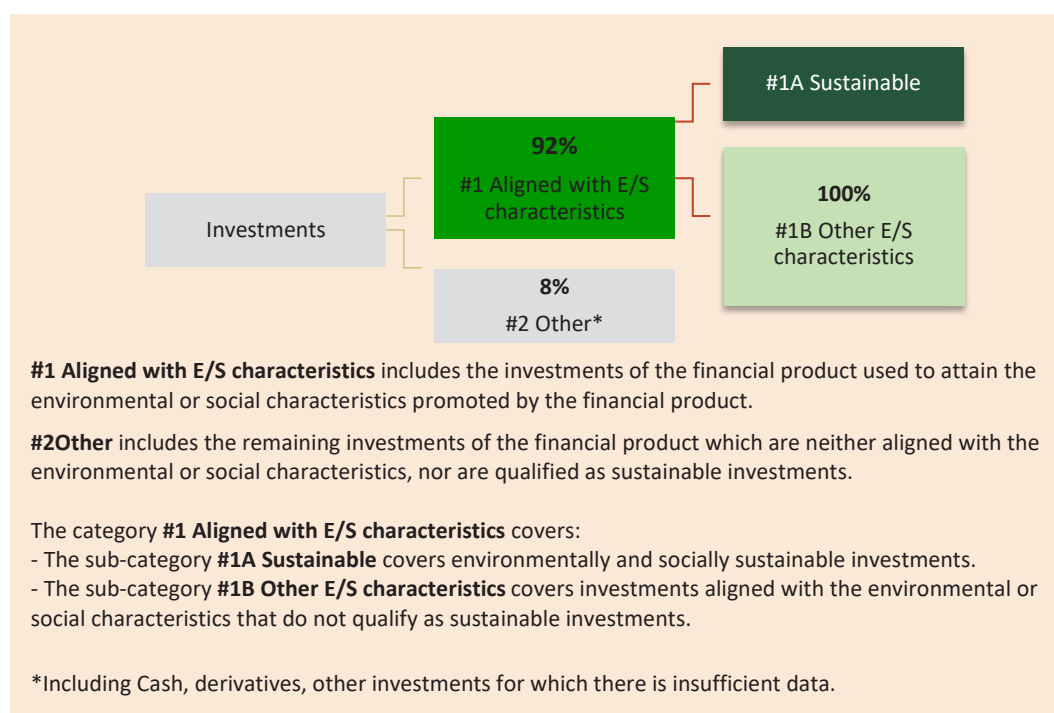 #1A Sustainable
92%
#1 Aligned with E/S
characteristics
100%
#1B Other E/S
characteristics
Investments
8%
#2 Other*
#1 Aligned with E/S characteristics includes the investments of the financial product used to attain the
environmental or social characteristics promoted by the financial product.
#2Other includes the remaining investments of the financial product which are neither aligned with the
environmental or social characteristics, nor are qualified as sustainable investments.
The category #1 Aligned with E/S characteristics covers:
- The sub-category #1A Sustainable covers environmentally and socially sustainable investments.
- The sub-category #1B Other E/S characteristics covers investments aligned with the environmental or
social characteristics that do not qualify as sustainable investments.
*Including Cash, derivatives, other investments for which there is insufficient data.